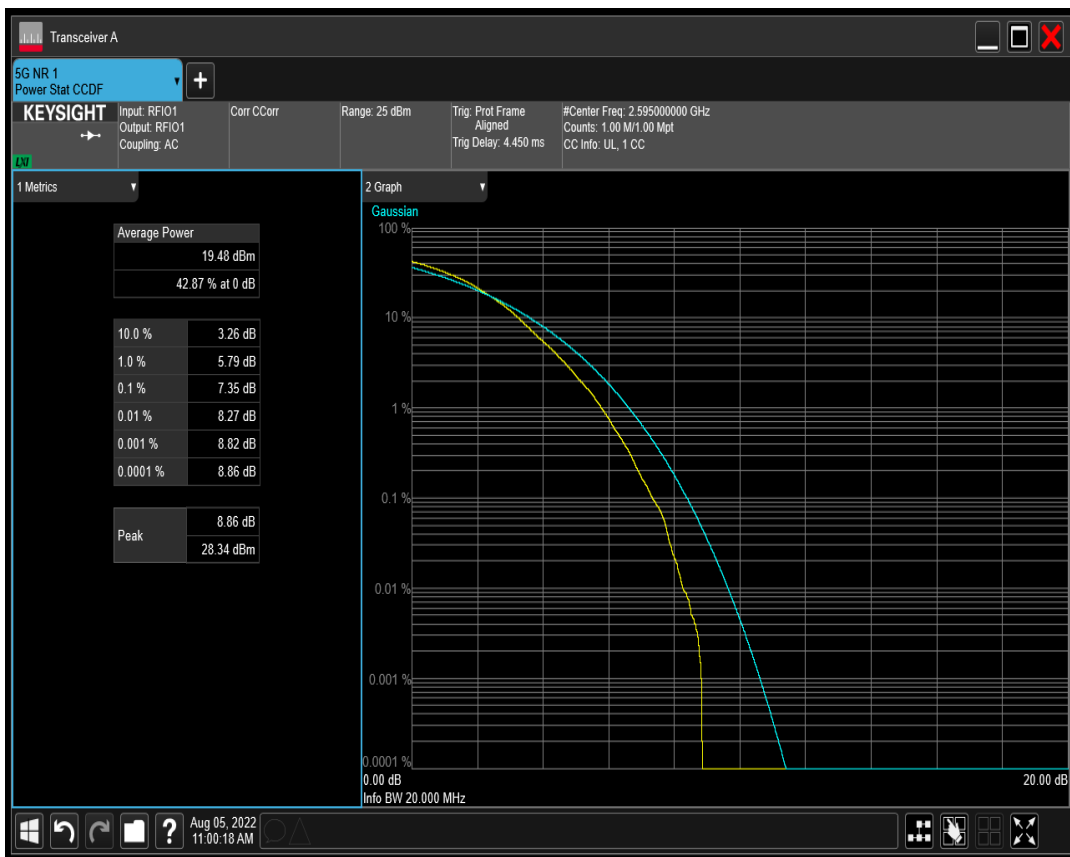 Transceiver A
5G NR 1
Power Stat CCDF
+
KEYSIGHT
LXI
Input: RFIO1
Output: RFIO1
Coupling: AC
Corr CCorr
Range: 25 dBm
Trig: Prot Frame
Aligned
Trig Delay: 4.450 ms
#Center Freq: 2.595000000 GHz
Counts: 1.00 M/1.00 Mpt
CC Info: UL, 1 CC
1 Metrics
Average Power
19.48 dBm
42.87 % at 0 dB
10.0 % 3.26 dB
1.0 % 5.79 dB
0.1 % 7.35 dB
0.01 % 8.27 dB
0.001 % 8.82 dB
0.0001 % 8.86 dB
Peak
8.86 dB
28.34 dBm
2 Graph
Gaussian
100 %
10 %
1 %
0.1 %
0.01 %
0.001 %
0.0001 %
0.00 dB 20.00 dB
Info BW 20.000 MHz
?
Aug 05, 2022
11:00:18 AM